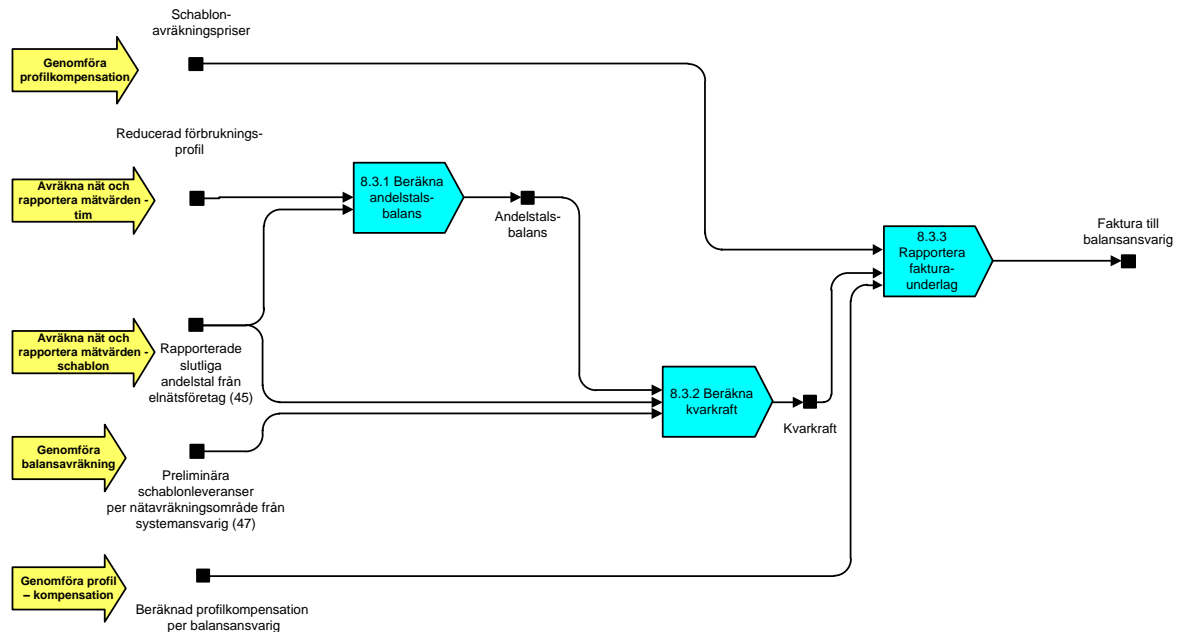 Schablon-
avräkningspriser
Genomföra
profilkompensation
Reducerad förbruknings-
profil
Avräkna nät och
rapportera mätvärden -
tim
8.3.1 Beräkna
andelstals-
balans
Andelstals-
balans
8.3.3
Rapportera
faktura-
underlag
Faktura till
balansansvarig
Avräkna nät och
rapportera mätvärden -
schablon
Rapporterade
slutliga
andelstal från
elnätsföretag (45)
8.3.2 Beräkna
kvarkraft
Kvarkraft
Genomföra
balansavräkning
Preliminära
schablonleveranser
per nätavräkningsområde från
systemansvarig (47)
Genomföra profil
– kompensation
Beräknad profilkompensation
per balansansvarig